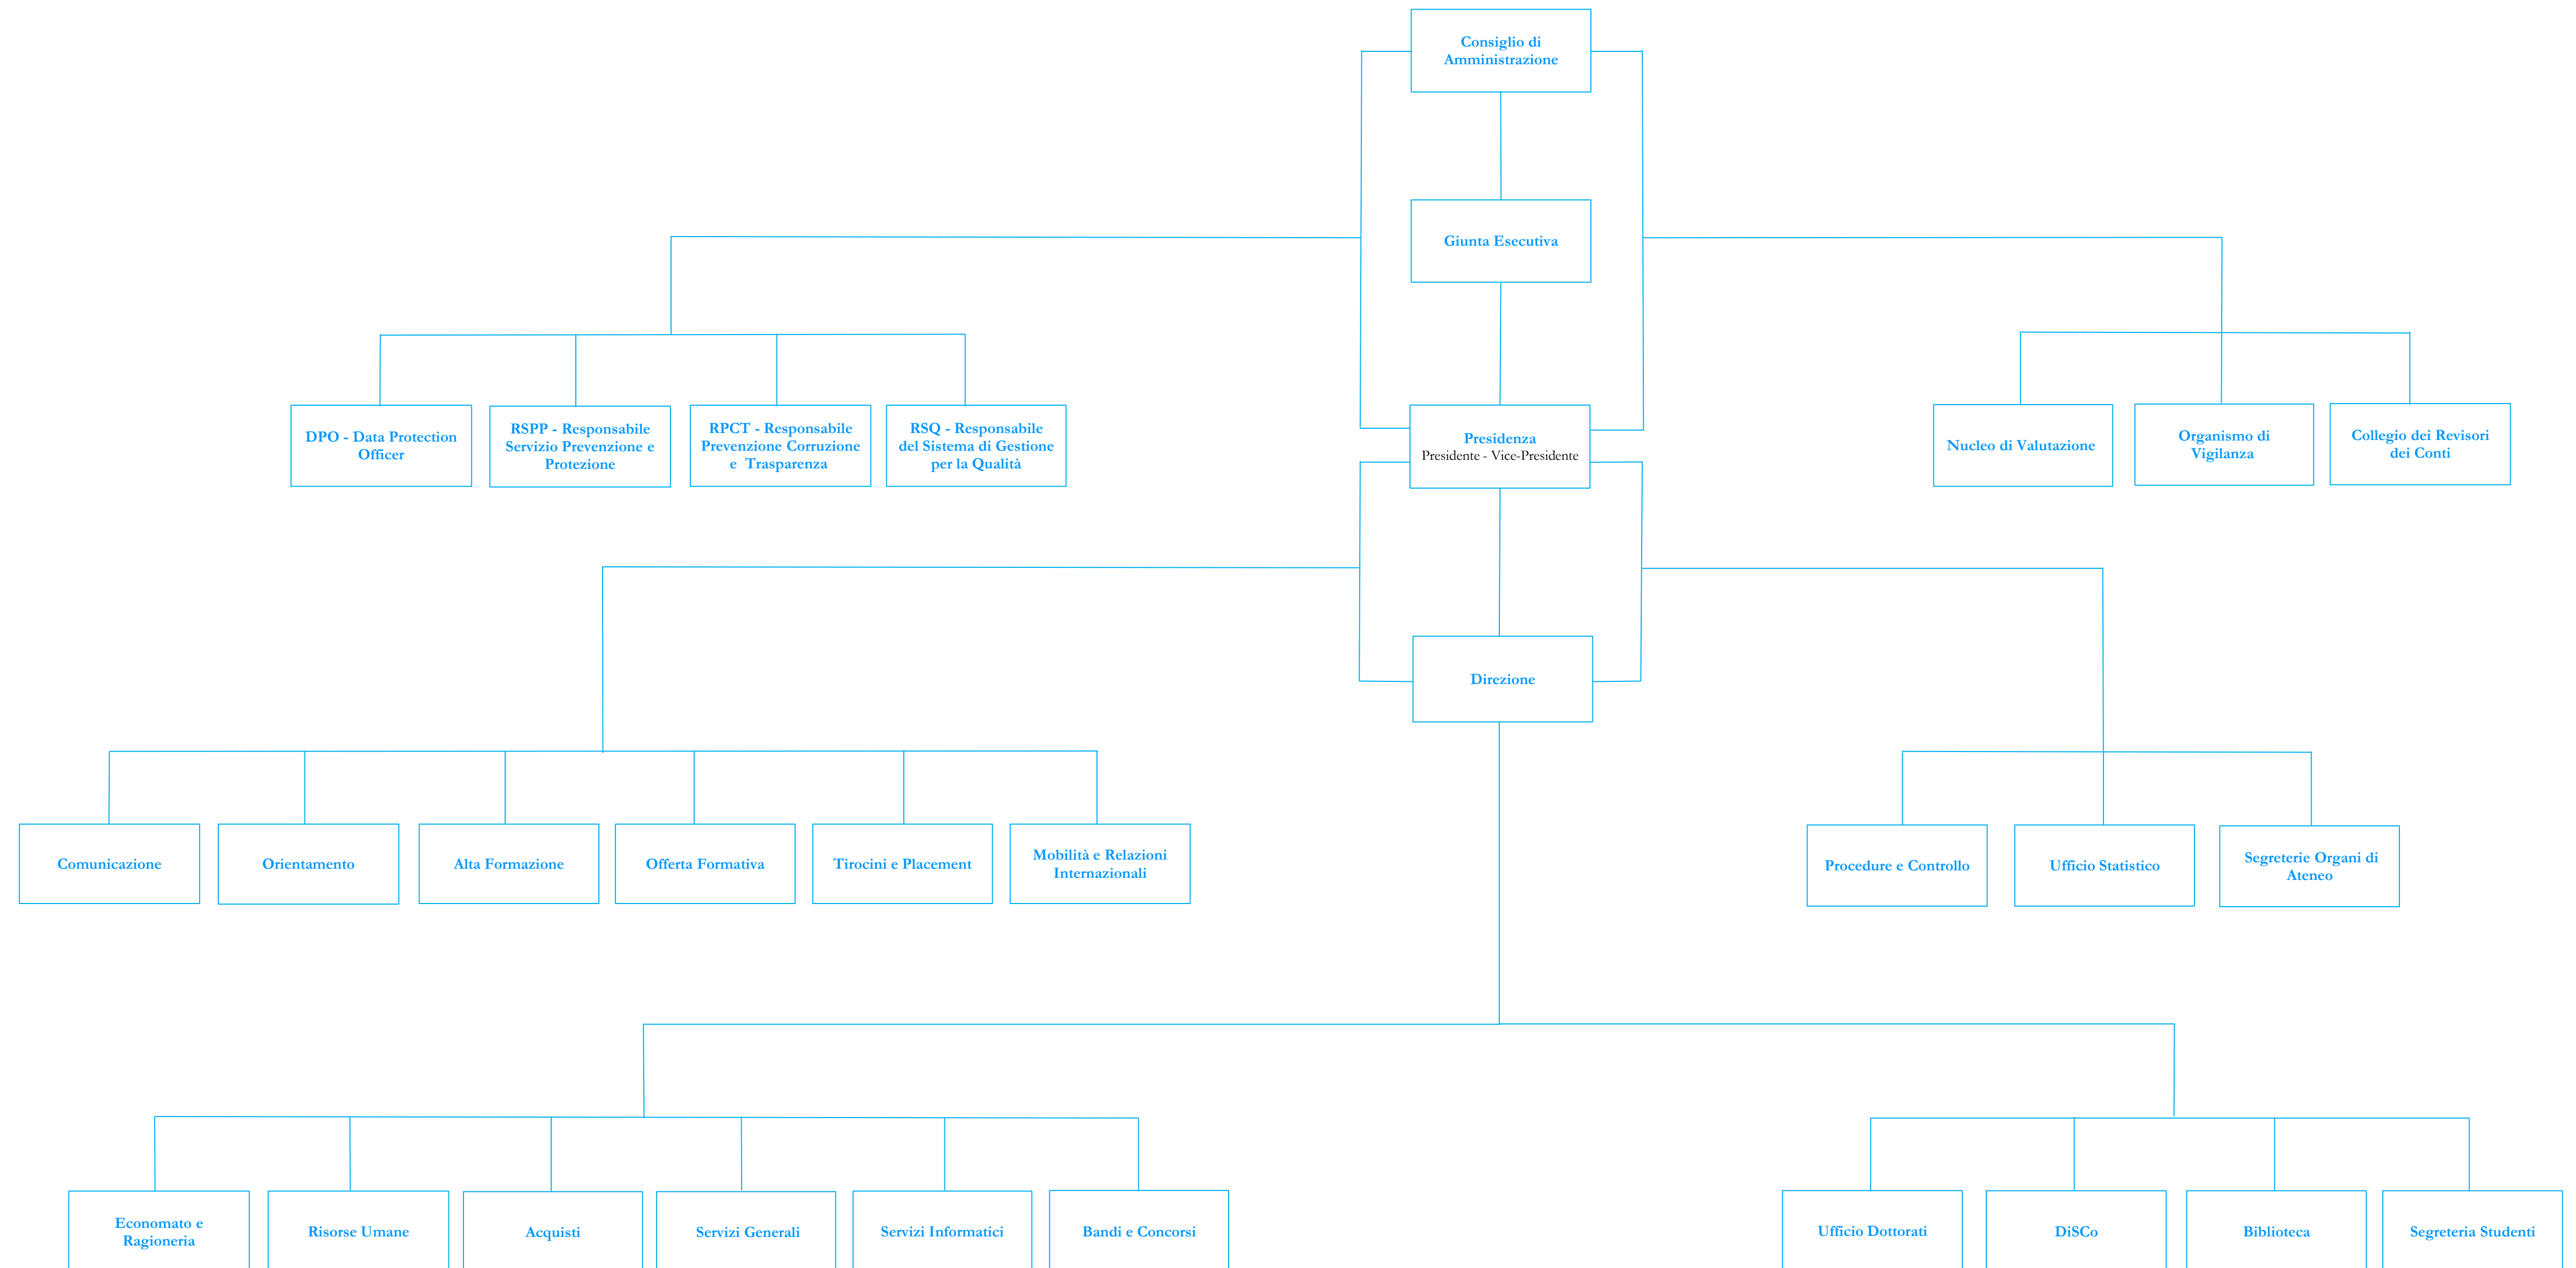 Consiglio di
Amministrazione
Giunta Esecutiva
DPO - Data Protection
Officer
RSPP - Responsabile
Servizio Prevenzione e
Protezione
RPCT - Responsabile
Prevenzione Corruzione
e Trasparenza
RSQ - Responsabile
del Sistema di Gestione
per la Qualità
Presidenza
Presidente - Vice-Presidente
Nucleo di Valutazione
Organismo di
Vigilanza
Collegio dei Revisori
dei Conti
Direzione
Comunicazione
Orientamento
Alta Formazione
Offerta Formativa
Tirocini e Placement
Mobilità e Relazioni
Internazionali
Procedure e Controllo
Ufficio Statistico
Segreterie Organi di
Ateneo
Economato e
Ragioneria
Risorse Umane
Acquisti
Servizi Generali
Servizi Informatici
Bandi e Concorsi
Ufficio Dottorati
DiSCo
Biblioteca
Segreteria Studenti